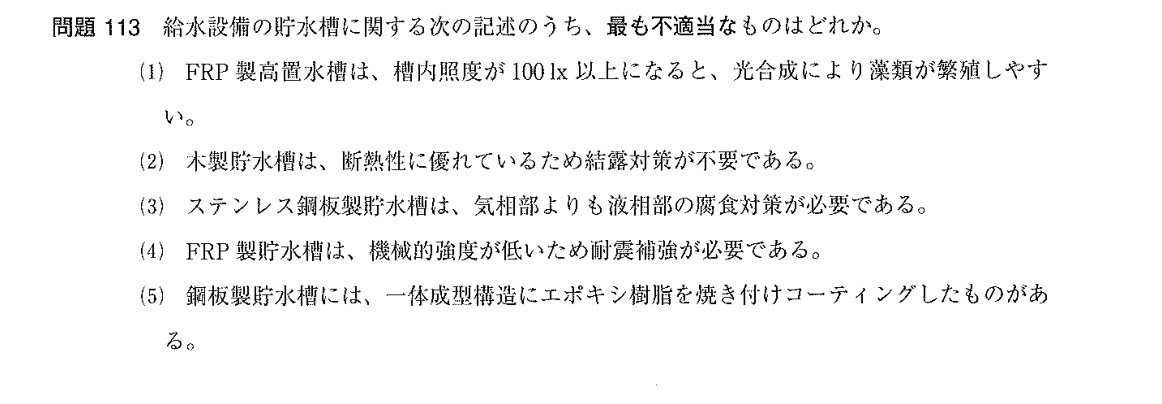 問題 113　給水設備の貯水槽に関する次の記述のうち、最も不適当なものはどれか。
(1)　FRP 製高置水槽は、槽内照度が 100 lx 以上になると、光合成により藻類が繁殖しやす
い。
(2)　木製貯水槽は、断熱性に優れているため結露対策が不要である。
(3)　ステンレス鋼板製貯水槽は、気相部よりも液相部の腐食対策が必要である。
(4)　FRP 製貯水槽は、機械的強度が低いため耐震補強が必要である。
(5)　鋼板製貯水槽には、一体成型構造にエポキシ樹脂を焼き付けコーティングしたものがあ
る。